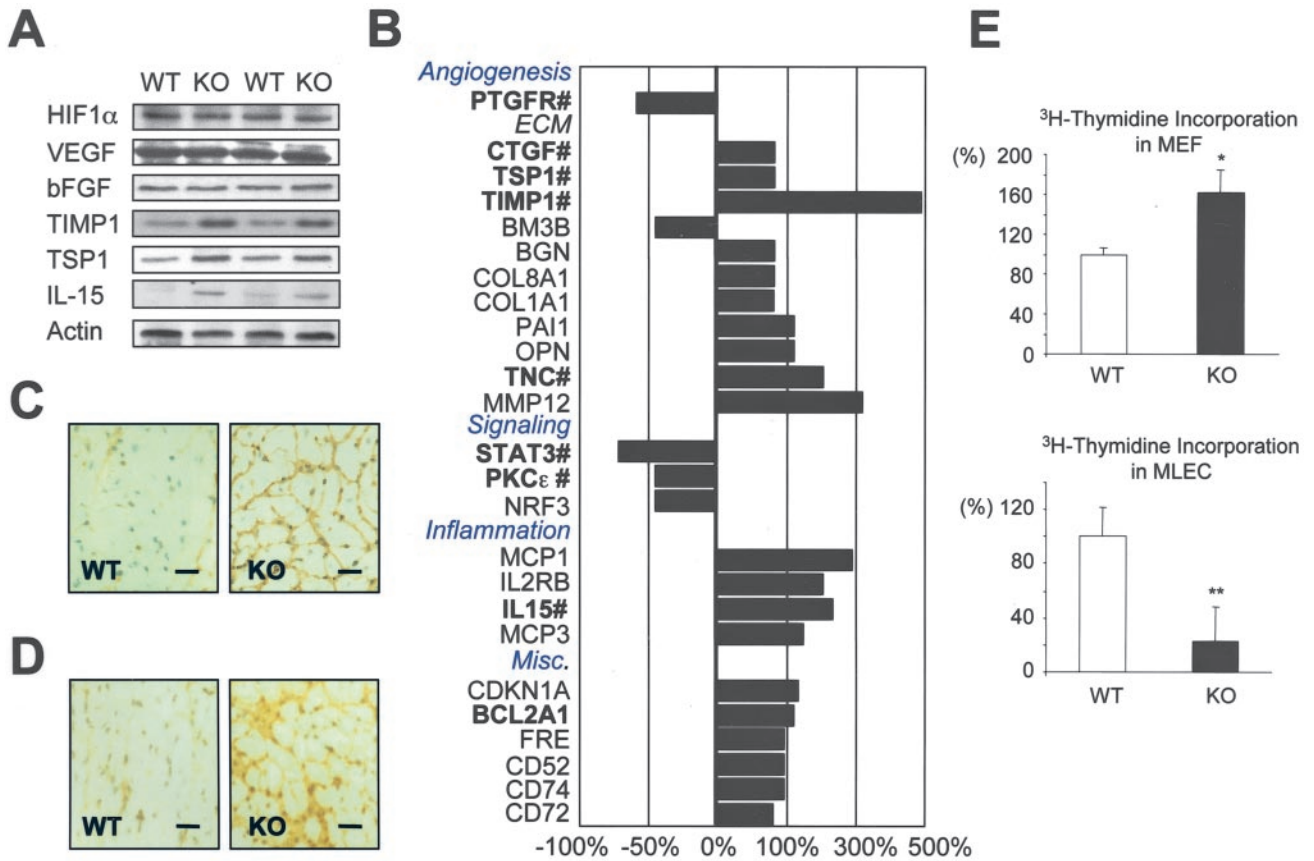 A
WT KO WT KO
HIF1α
VEGF
bFGF
TIMP1
TSP1
IL-15
Actin
B
Angiogenesis
PTGFR#
ECM
CTGF#
TSP1#
TIMP1#
BM3B
BGN
COL8A1
COL1A1
PAI1
OPN
TNC#
MMP12
Signaling
STAT3#
PKCε #
NRF3
Inflammation
MCP1
IL2RB
IL15#
MCP3
Misc.
CDKN1A
BCL2A1
FRE
CD52
CD74
CD72
-100% -50% 0% 100% 300% 500%
C
WT
KO
D
WT
KO
E
³H-Thymidine Incorporation
in MEF
(%)
200
160
120
80
40
0
*
WT KO
³H-Thymidine Incorporation
in MLEC
(%)
120
80
40
0
**
WT KO